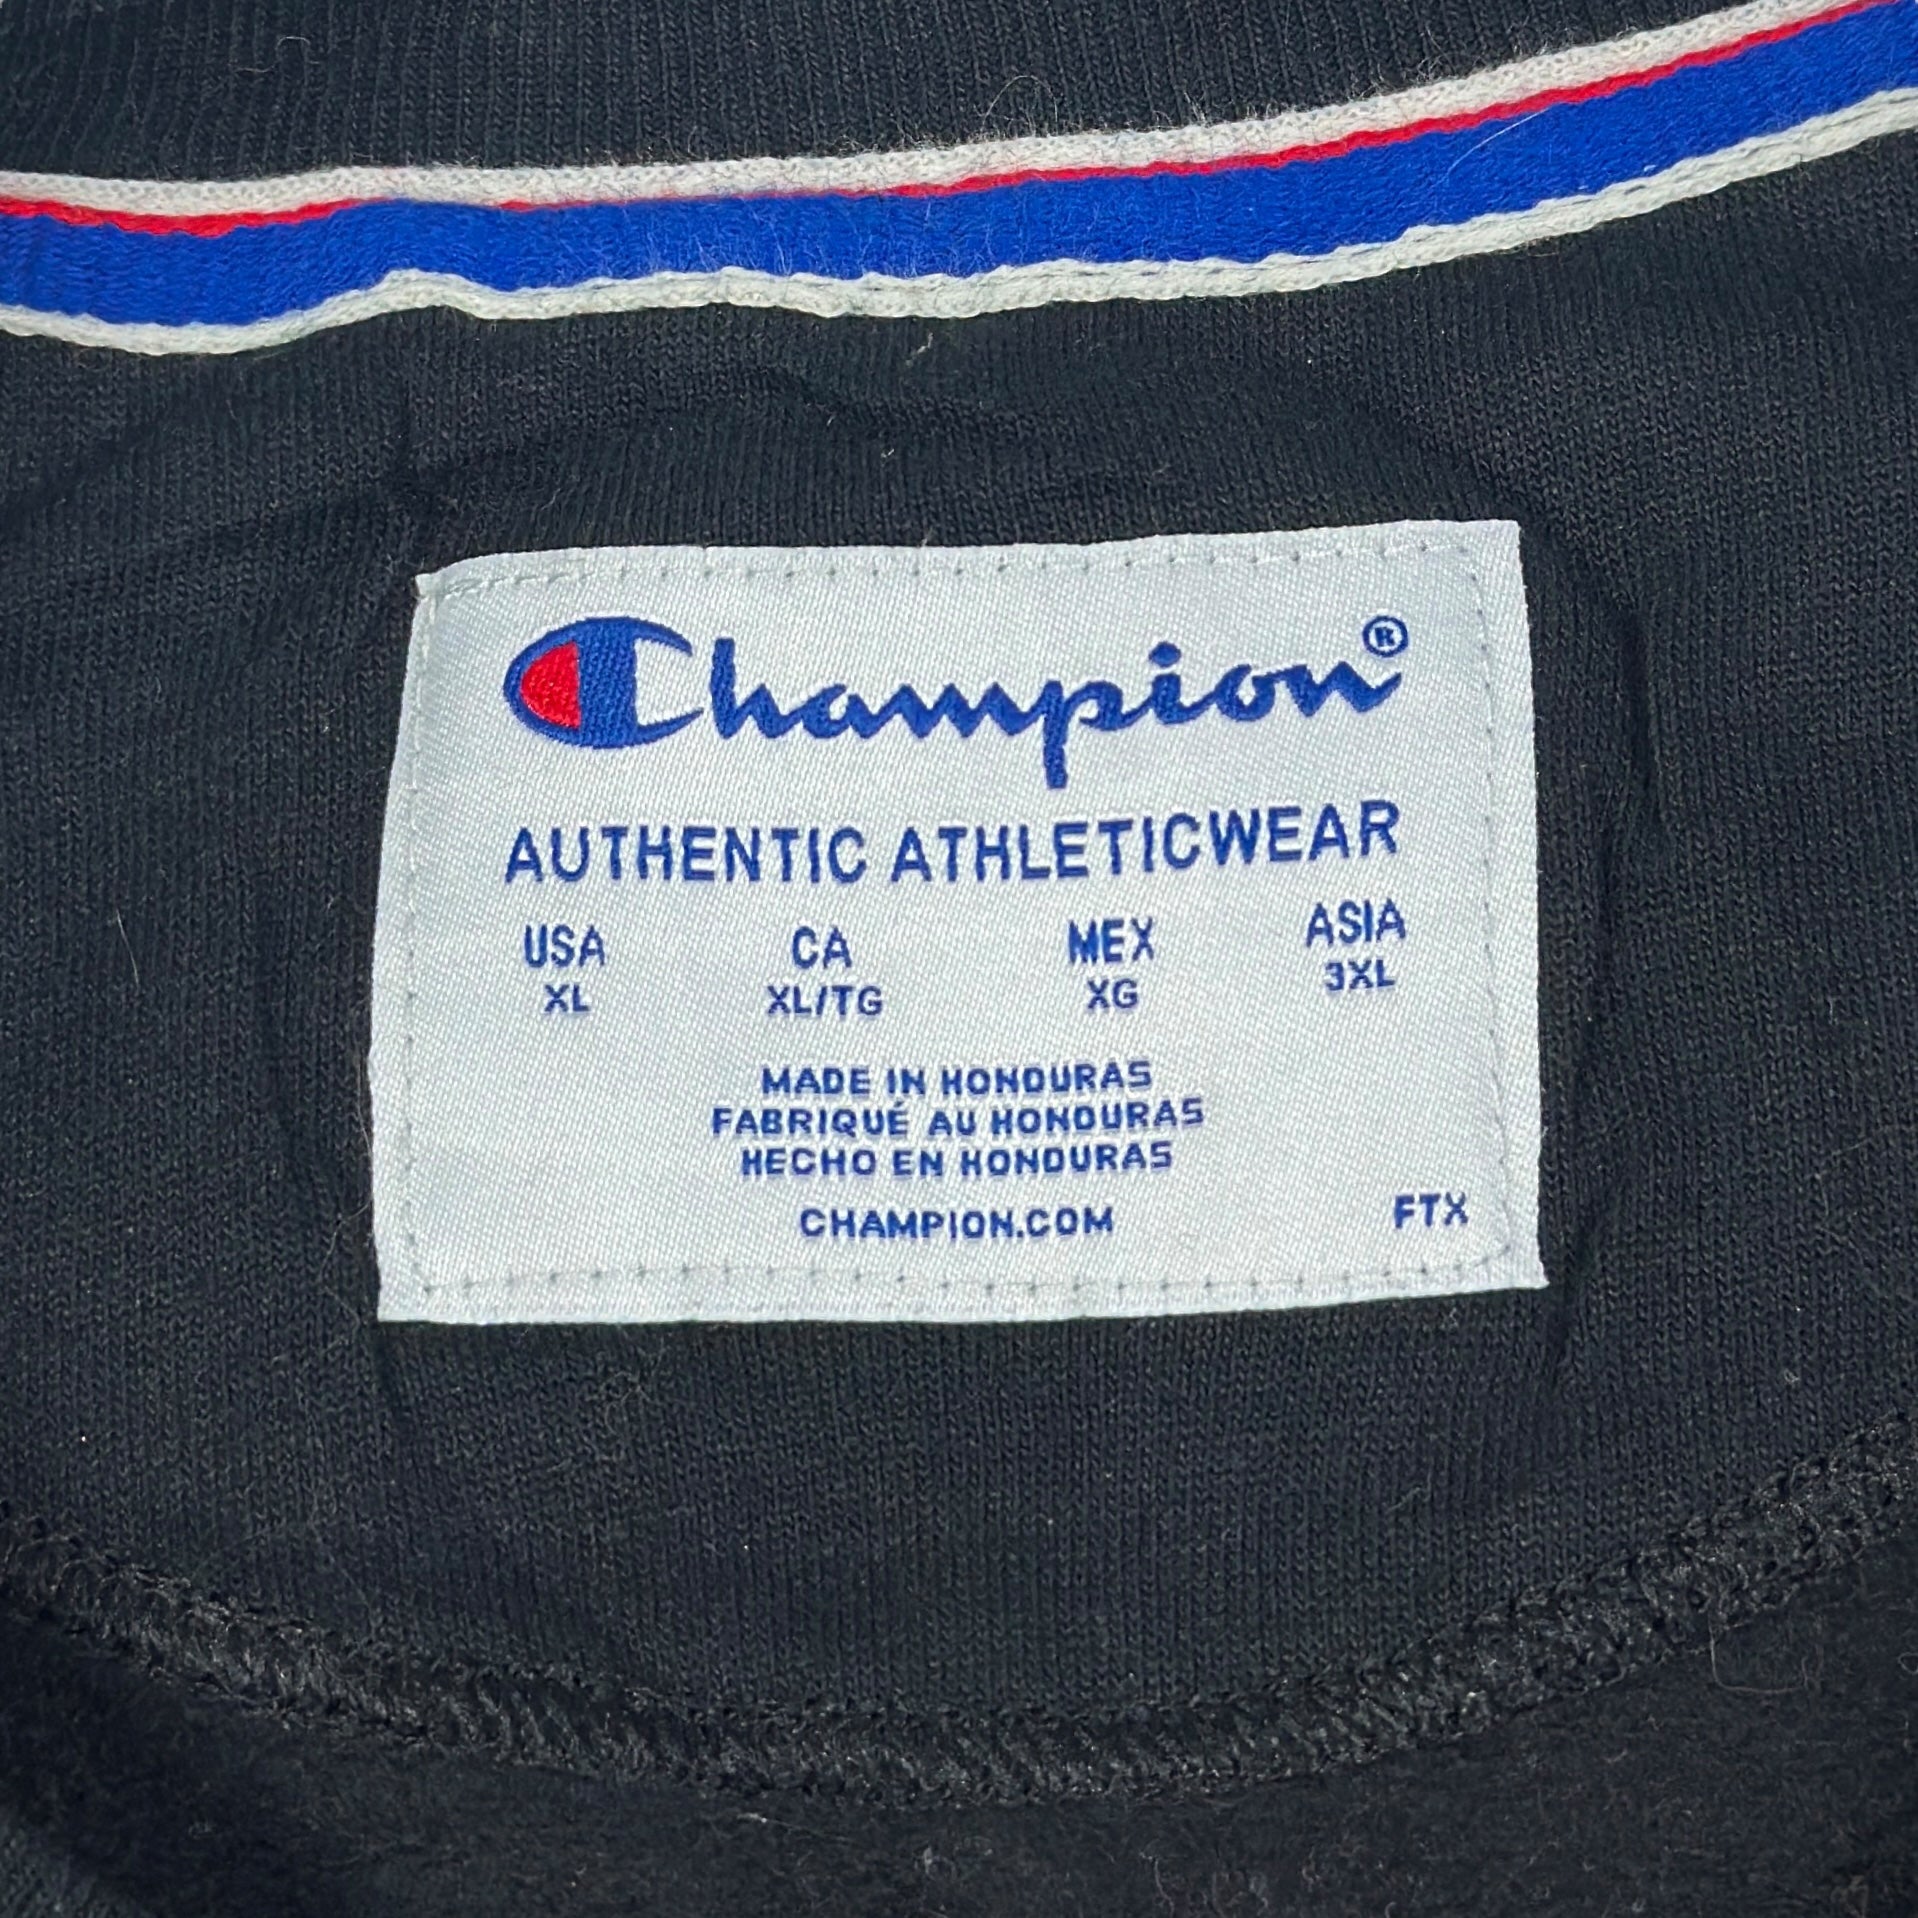 Champion®
AUTHENTIC ATHLETICWEAR
USA CA MEX ASIA
XL XL/TG XG 3XL
MADE IN HONDURAS
FABRIQUÉ AU HONDURAS
HECHO EN HONDURAS
CHAMPION.COM FTX